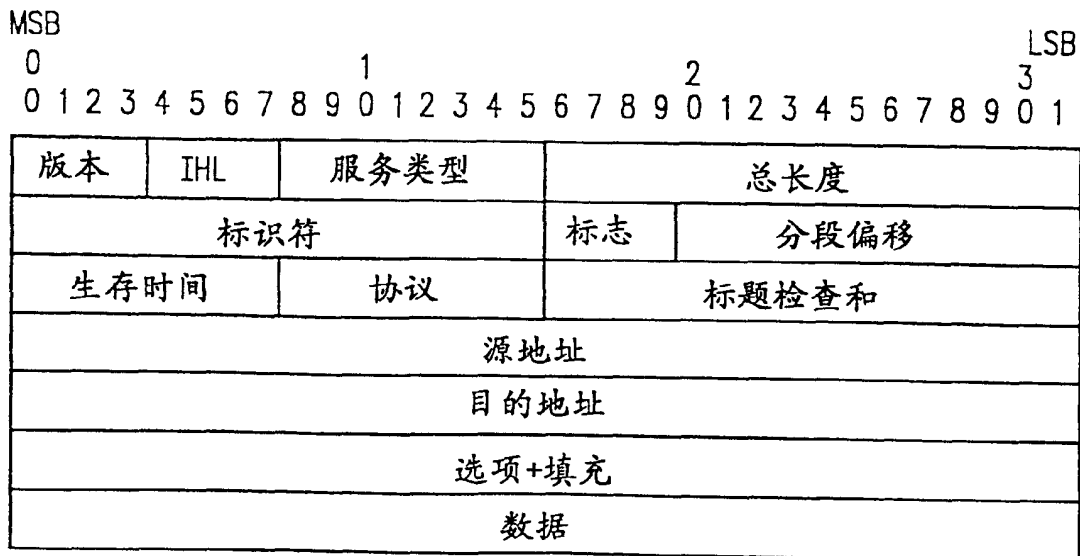 MSB
LSB
0 1 2 3
0 1 2 3 4 5 6 7 8 9 0 1 2 3 4 5 6 7 8 9 0 1 2 3 4 5 6 7 8 9 0 1
版本 IHL 服务类型 总长度
标识符 标志 分段偏移
生存时间 协议 标题检查和
源地址
目的地址
选项+填充
数据